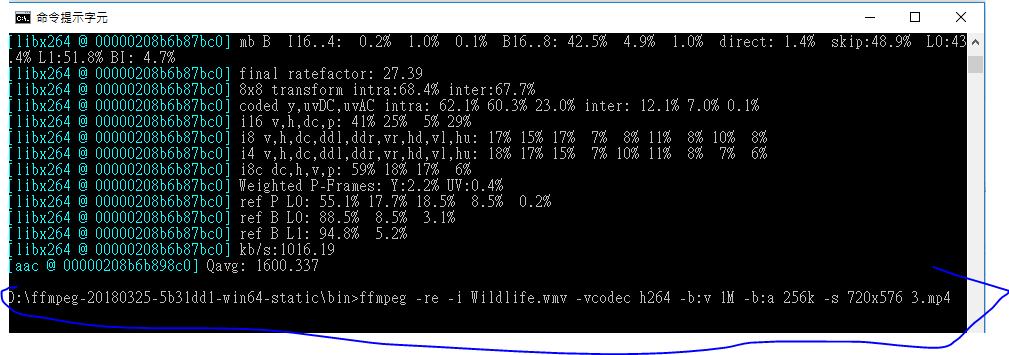 命令提示字元
[libx264 @ 00000208b6b87bc0] mb B  I16..4:  0.2%  1.0%  0.1%  B16..8: 42.5%  4.9%  1.0%  direct: 1.4%  skip:48.9%  L0:43
.4% L1:51.8% BI: 4.7%
[libx264 @ 00000208b6b87bc0] final ratefactor: 27.39
[libx264 @ 00000208b6b87bc0] 8x8 transform intra:68.4% inter:67.7%
[libx264 @ 00000208b6b87bc0] coded y,uvDC,uvAC intra: 62.1% 60.3% 23.0% inter: 12.1% 7.0% 0.1%
[libx264 @ 00000208b6b87bc0] i16 v,h,dc,p: 41% 25%  5% 29%
[libx264 @ 00000208b6b87bc0] i8 v,h,dc,ddl,ddr,vr,hd,vl,hu: 17% 15% 17%  7%  8% 11%  8% 10%  8%
[libx264 @ 00000208b6b87bc0] i4 v,h,dc,ddl,ddr,vr,hd,vl,hu: 18% 17% 15%  7% 10% 11%  8%  7%  6%
[libx264 @ 00000208b6b87bc0] i8c dc,h,v,p: 59% 18% 17%  6%
[libx264 @ 00000208b6b87bc0] Weighted P-Frames: Y:2.2% UV:0.4%
[libx264 @ 00000208b6b87bc0] ref P L0: 55.1% 17.7% 18.5%  8.5%  0.2%
[libx264 @ 00000208b6b87bc0] ref B L0: 88.5%  8.5%  3.1%
[libx264 @ 00000208b6b87bc0] ref B L1: 94.8%  5.2%
[libx264 @ 00000208b6b87bc0] kb/s:1016.19
[aac @ 00000208b6b898c0] Qavg: 1600.337
D:\ffmpeg-20180325-5b31dd1-win64-static\bin>ffmpeg -re -i Wildlife.wmv -vcodec h264 -b:v 1M -b:a 256k -s 720x576 3.mp4